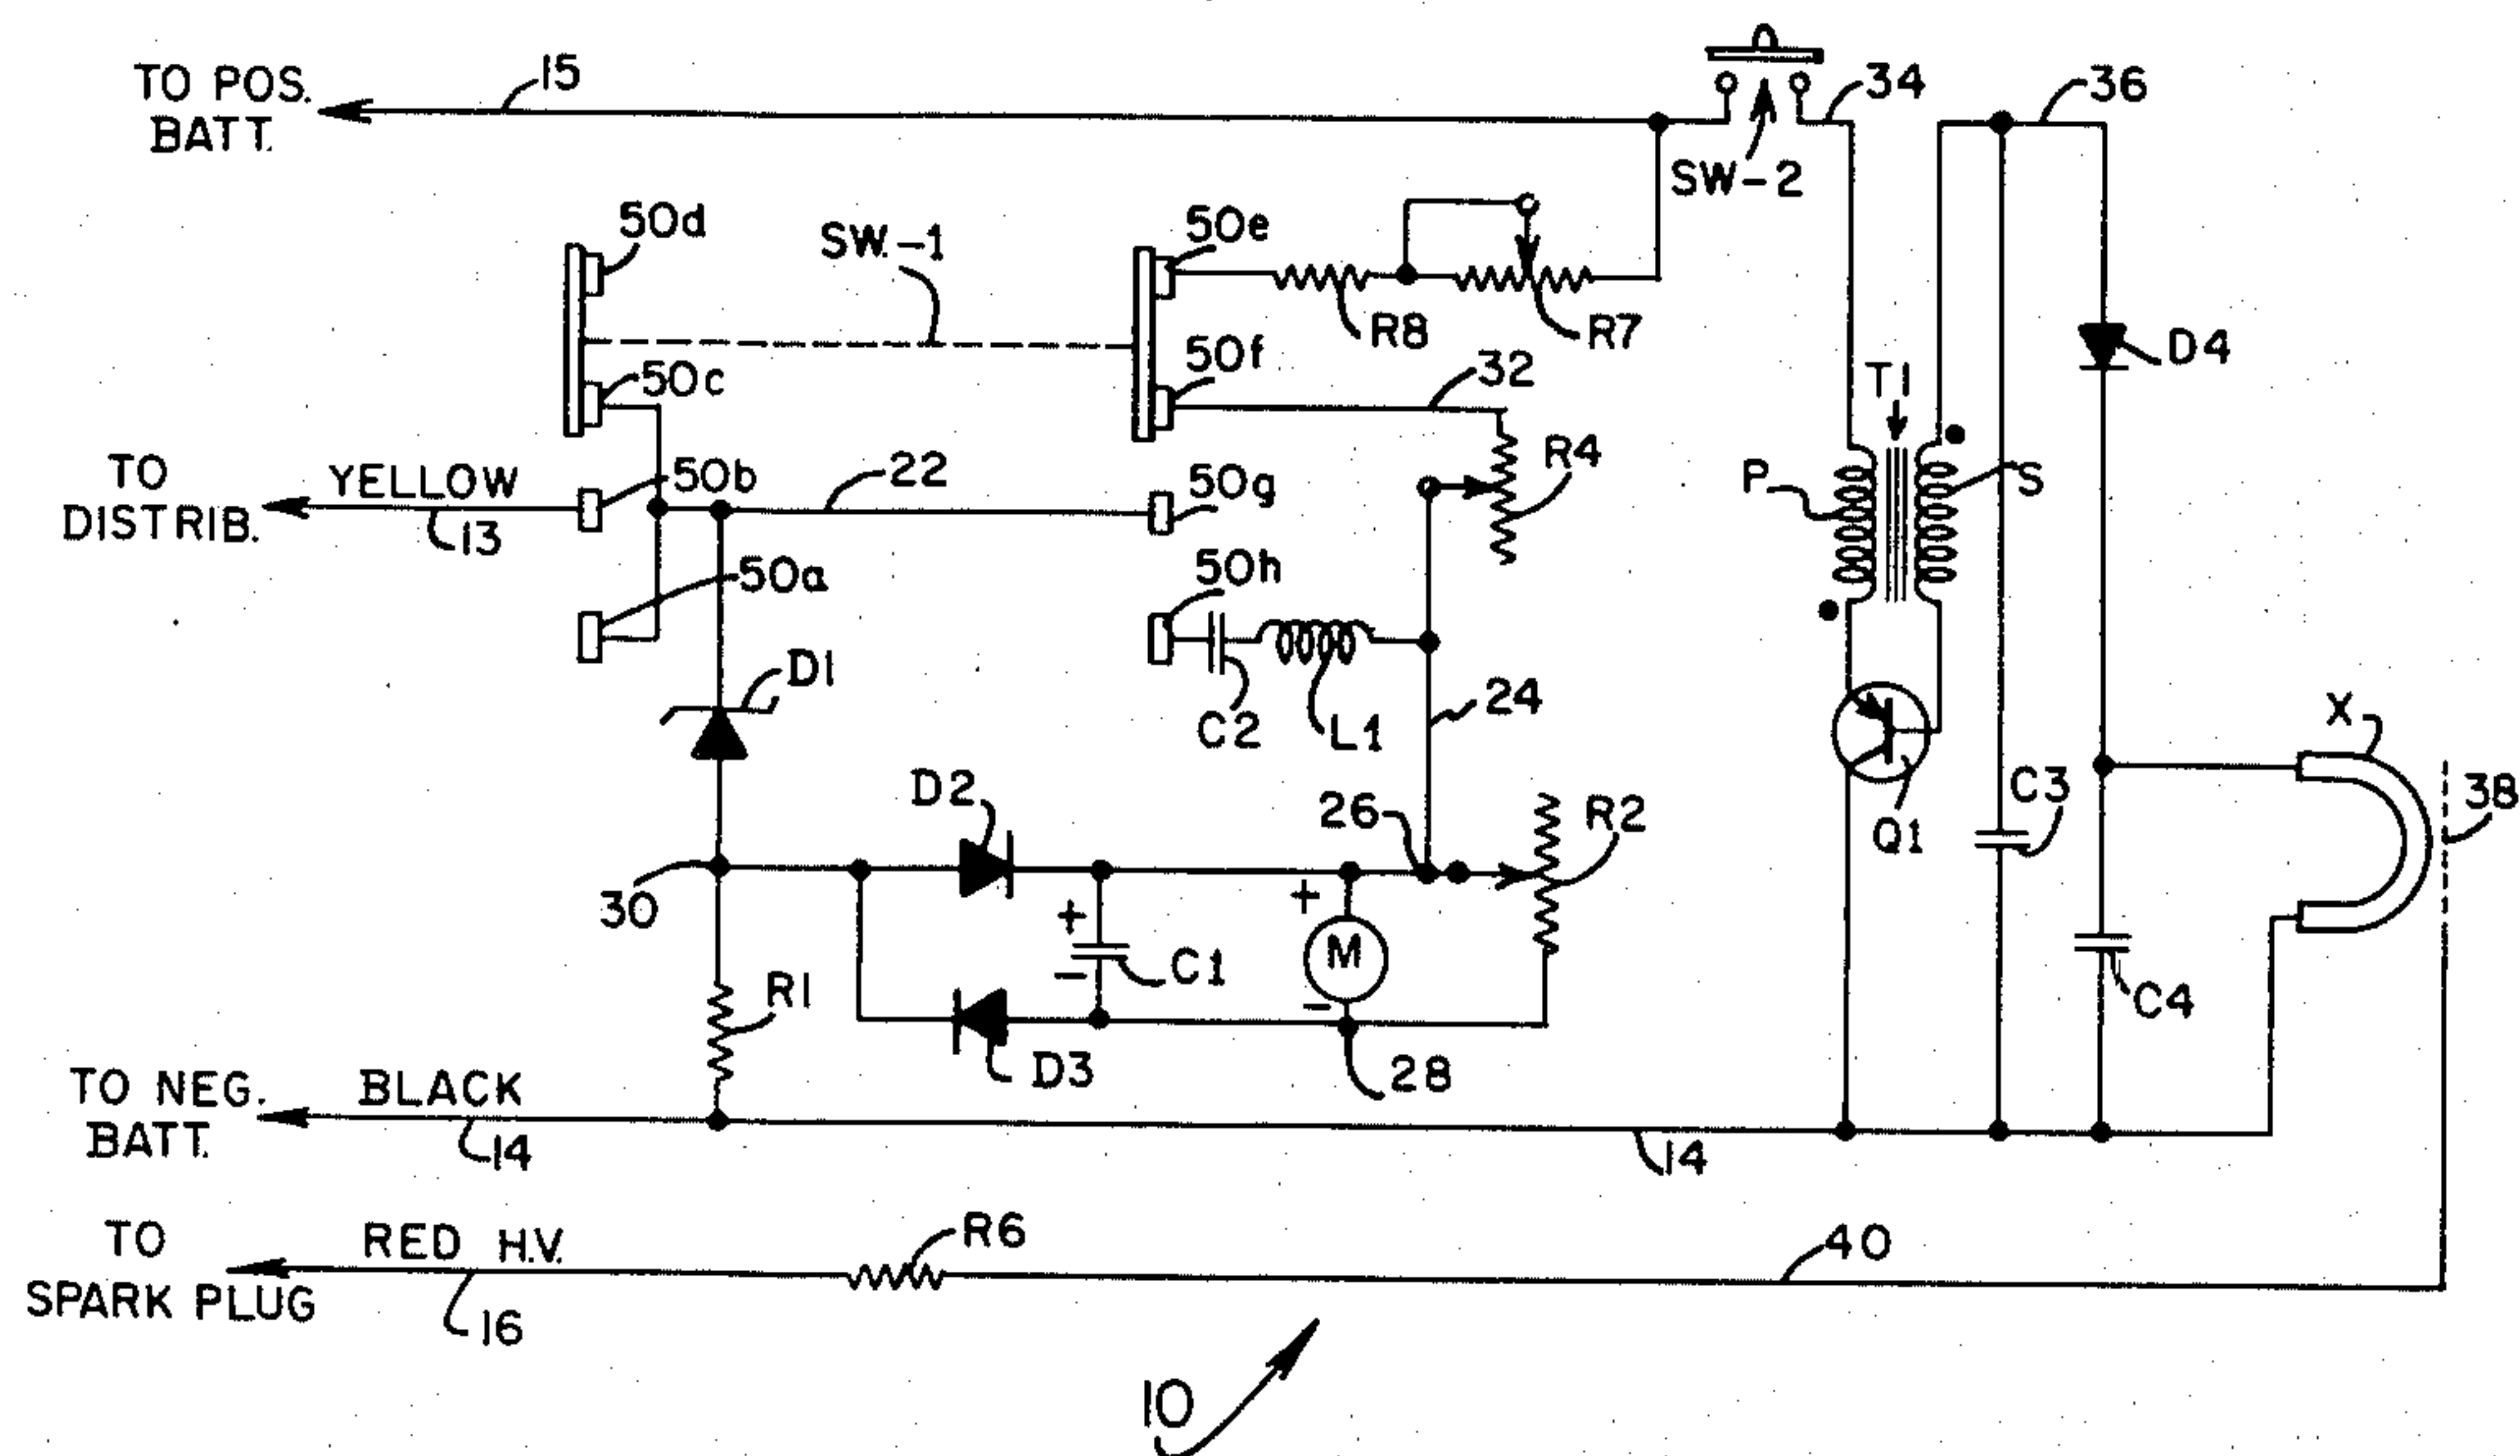 TO POS.
BATT.
15
34
36
SW-2
50d
SW.-1
50e
R8
R7
50f
32
D4
50c
T1
TO
DISTRIB.
YELLOW
13
50b
22
50g
R4
P
S
50a
50h
D1
C2
L1
24
X
D2
26
R2
Q1
C3
38
30
+
+
M
C1
-
-
R1
D3
28
C4
TO NEG.
BATT.
BLACK
14
14
TO
SPARK PLUG
RED H.V.
16
R6
40
10